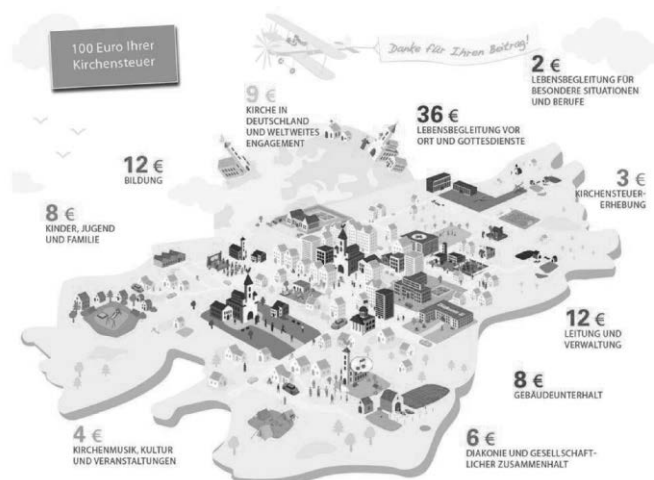 100 Euro Ihrer
Kirchensteuer
Danke für Ihren Beitrag!
2 €
LEBENSBEGLEITUNG FÜR
BESONDERE SITUATIONEN
UND BERUFE
9 €
KIRCHE IN
DEUTSCHLAND
UND WELTWEITES
ENGAGEMENT
36 €
LEBENSBEGLEITUNG VOR
ORT UND GOTTESDIENSTE
12 €
BILDUNG
3 €
KIRCHENSTEUER-
ERHEBUNG
8 €
KINDER, JUGEND
UND FAMILIE
12 €
LEITUNG UND
VERWALTUNG
8 €
GEBÄUDEUNTERHALT
4 €
KIRCHENMUSIK, KULTUR
UND VERANSTALTUNGEN
6 €
DIAKONIE UND GESELLSCHAFT-
LICHER ZUSAMMENHALT